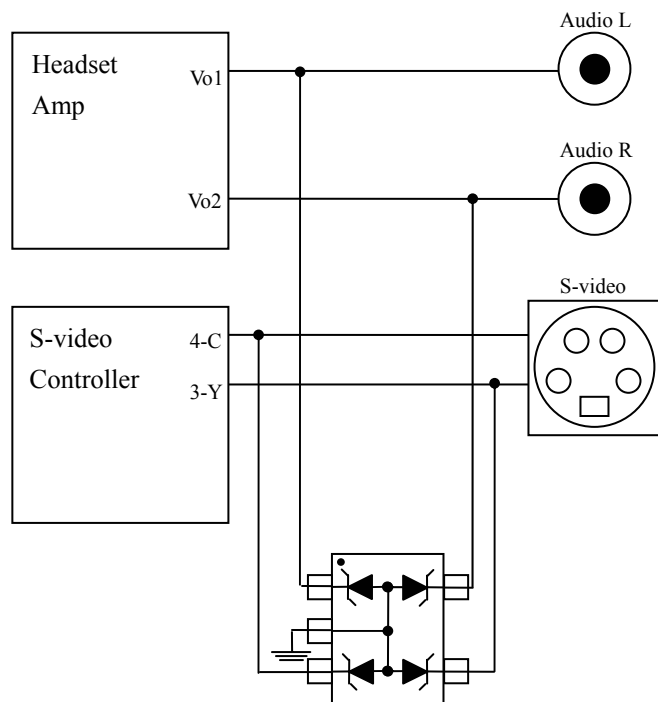 Audio L
Headset
Amp
Vo1
Audio R
Vo2
S-video
S-video
Controller
4-C
3-Y